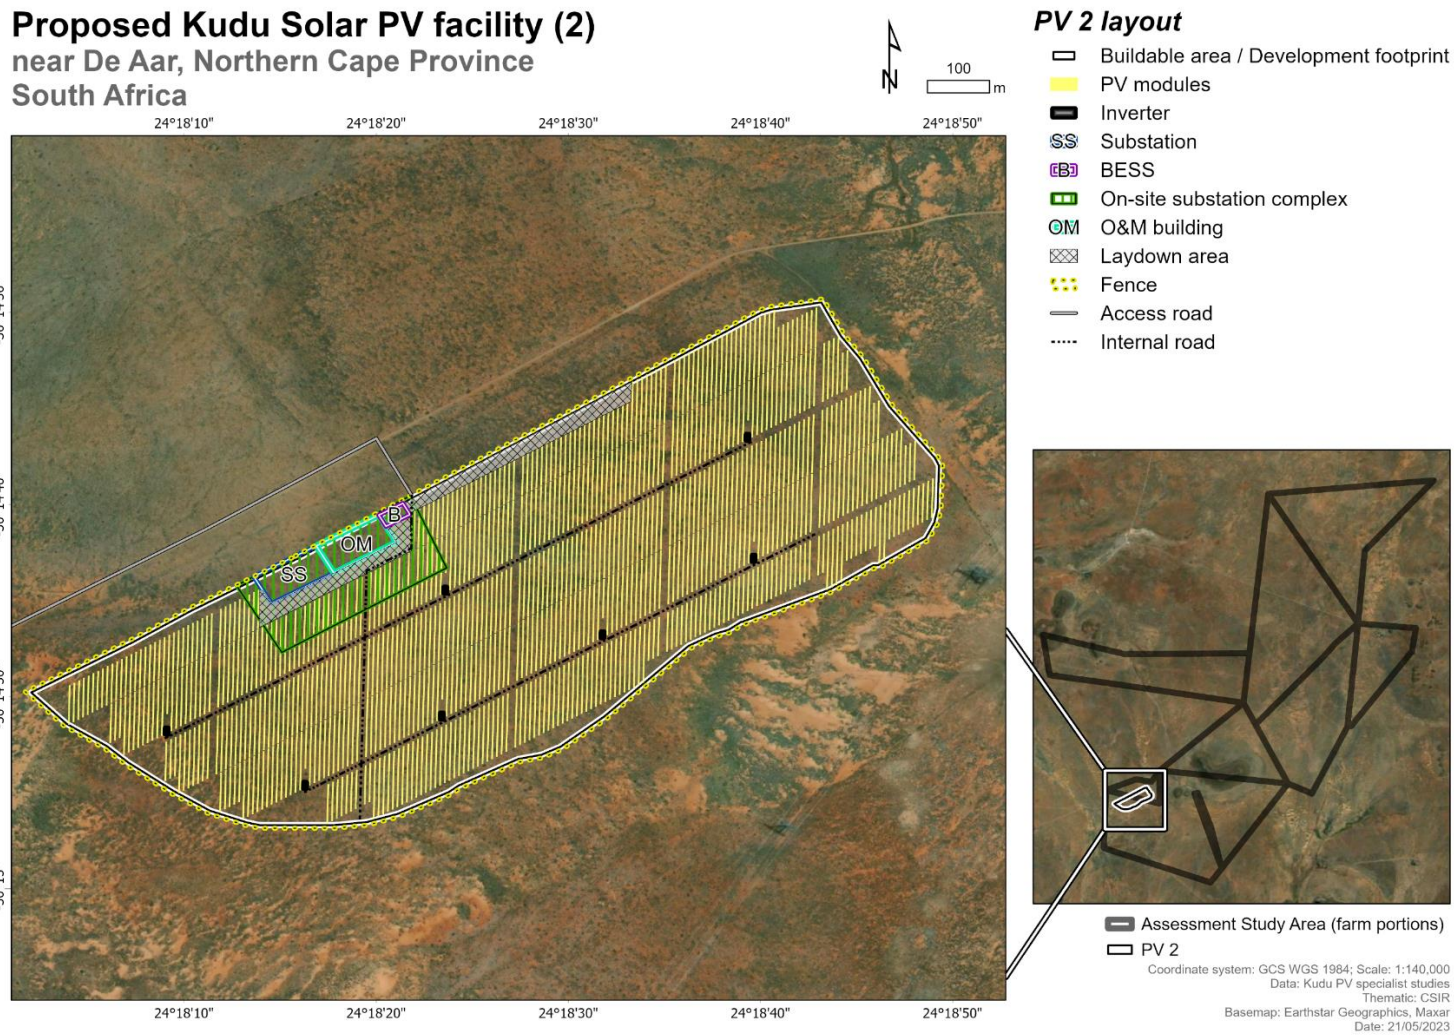 Proposed Kudu Solar PV facility (2)
near De Aar, Northern Cape Province
South Africa
N
100
m
PV 2 layout
Buildable area / Development footprint
PV modules
Inverter
SS Substation
B BESS
On-site substation complex
OM O&M building
Laydown area
Fence
Access road
Internal road
24°18'10" 24°18'20" 24°18'30" 24°18'40" 24°18'50"
B
OM
SS
24°18'10" 24°18'20" 24°18'30" 24°18'40" 24°18'50"
Assessment Study Area (farm portions)
PV 2
Coordinate system: GCS WGS 1984; Scale: 1:140,000
Data: Kudu PV specialist studies
Thematic: CSIR
Basemap: Earthstar Geographics, Maxar
Date: 21/05/2023